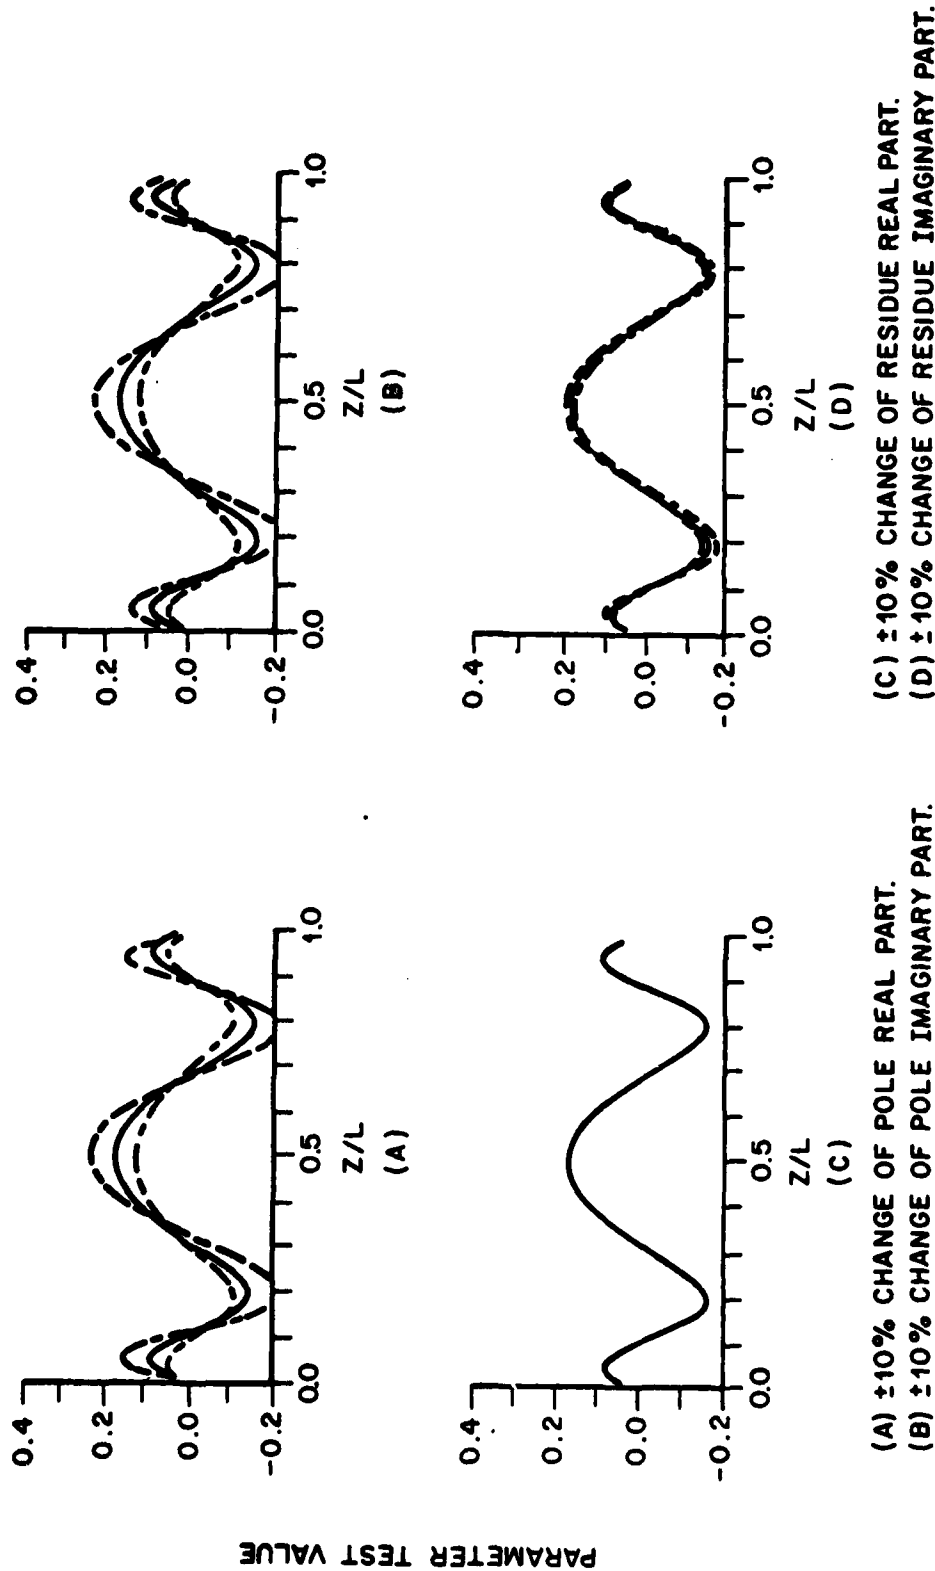 PARAMETER TEST VALUE
0.4
0.2
0.0
-0.2
0.0
0.5
1.0
Z/L
(A)
0.4
0.2
0.0
-0.2
0.0
0.5
1.0
Z/L
(B)
0.4
0.2
0.0
-0.2
0.0
0.5
1.0
Z/L
(C)
0.4
0.2
0.0
-0.2
0.0
0.5
1.0
Z/L
(D)
(A) ±10% CHANGE OF POLE REAL PART.
(B) ±10% CHANGE OF POLE IMAGINARY PART.
(C) ±10% CHANGE OF RESIDUE REAL PART.
(D) ±10% CHANGE OF RESIDUE IMAGINARY PART.